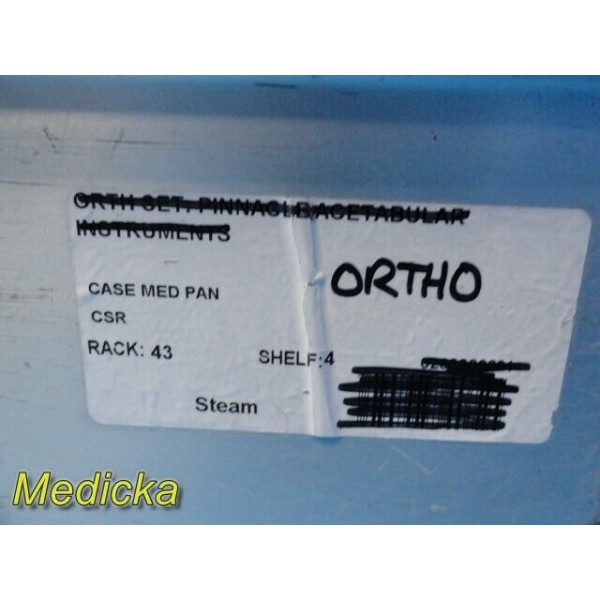 ORTH SET: PINNACLE ACETABULAR
INSTRUMENTS
ORTHO
CASE MED PAN
CSR
RACK: 43 SHELF: 4
Steam
Medicka